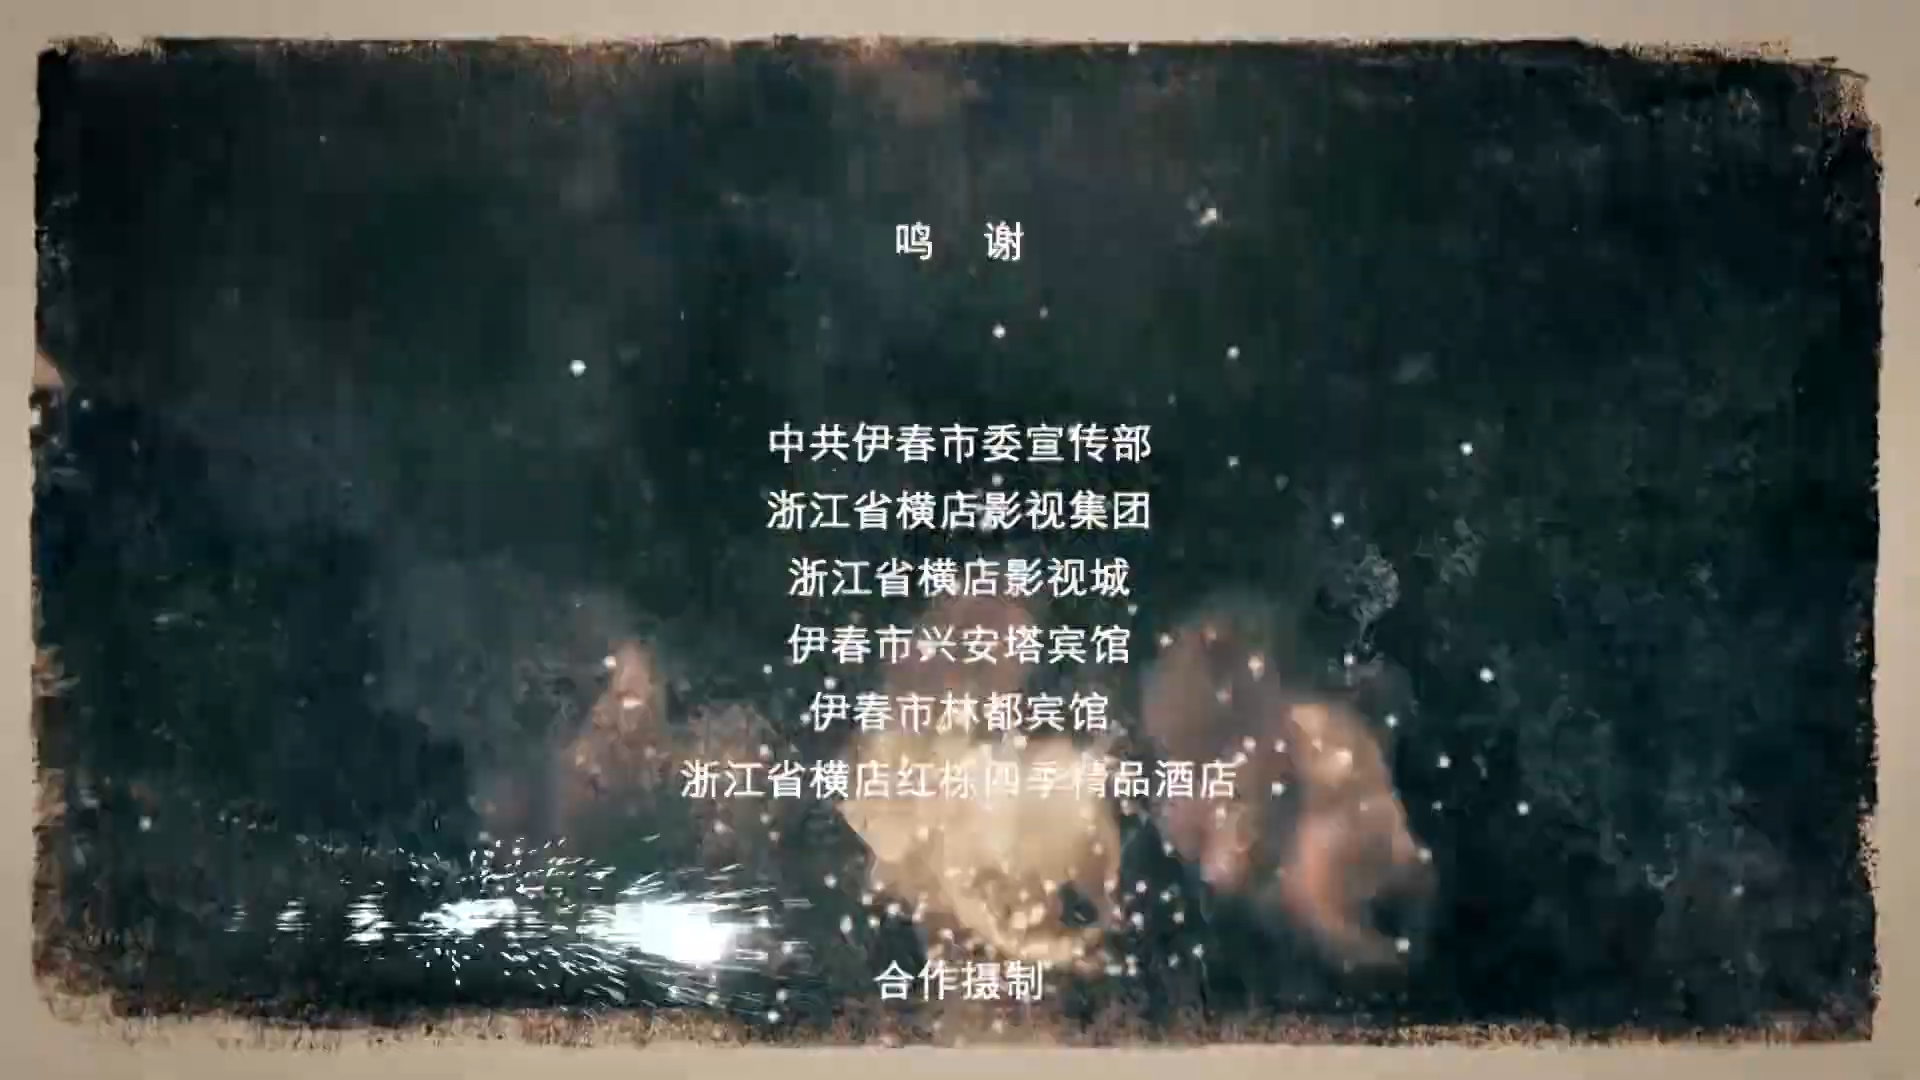 鸣 谢
中共伊春市委宣传部
浙江省横店影视集团
浙江省横店影视城
伊春市兴安塔宾馆
伊春市林都宾馆
浙江省横店红栋四季精品酒店
合作摄制